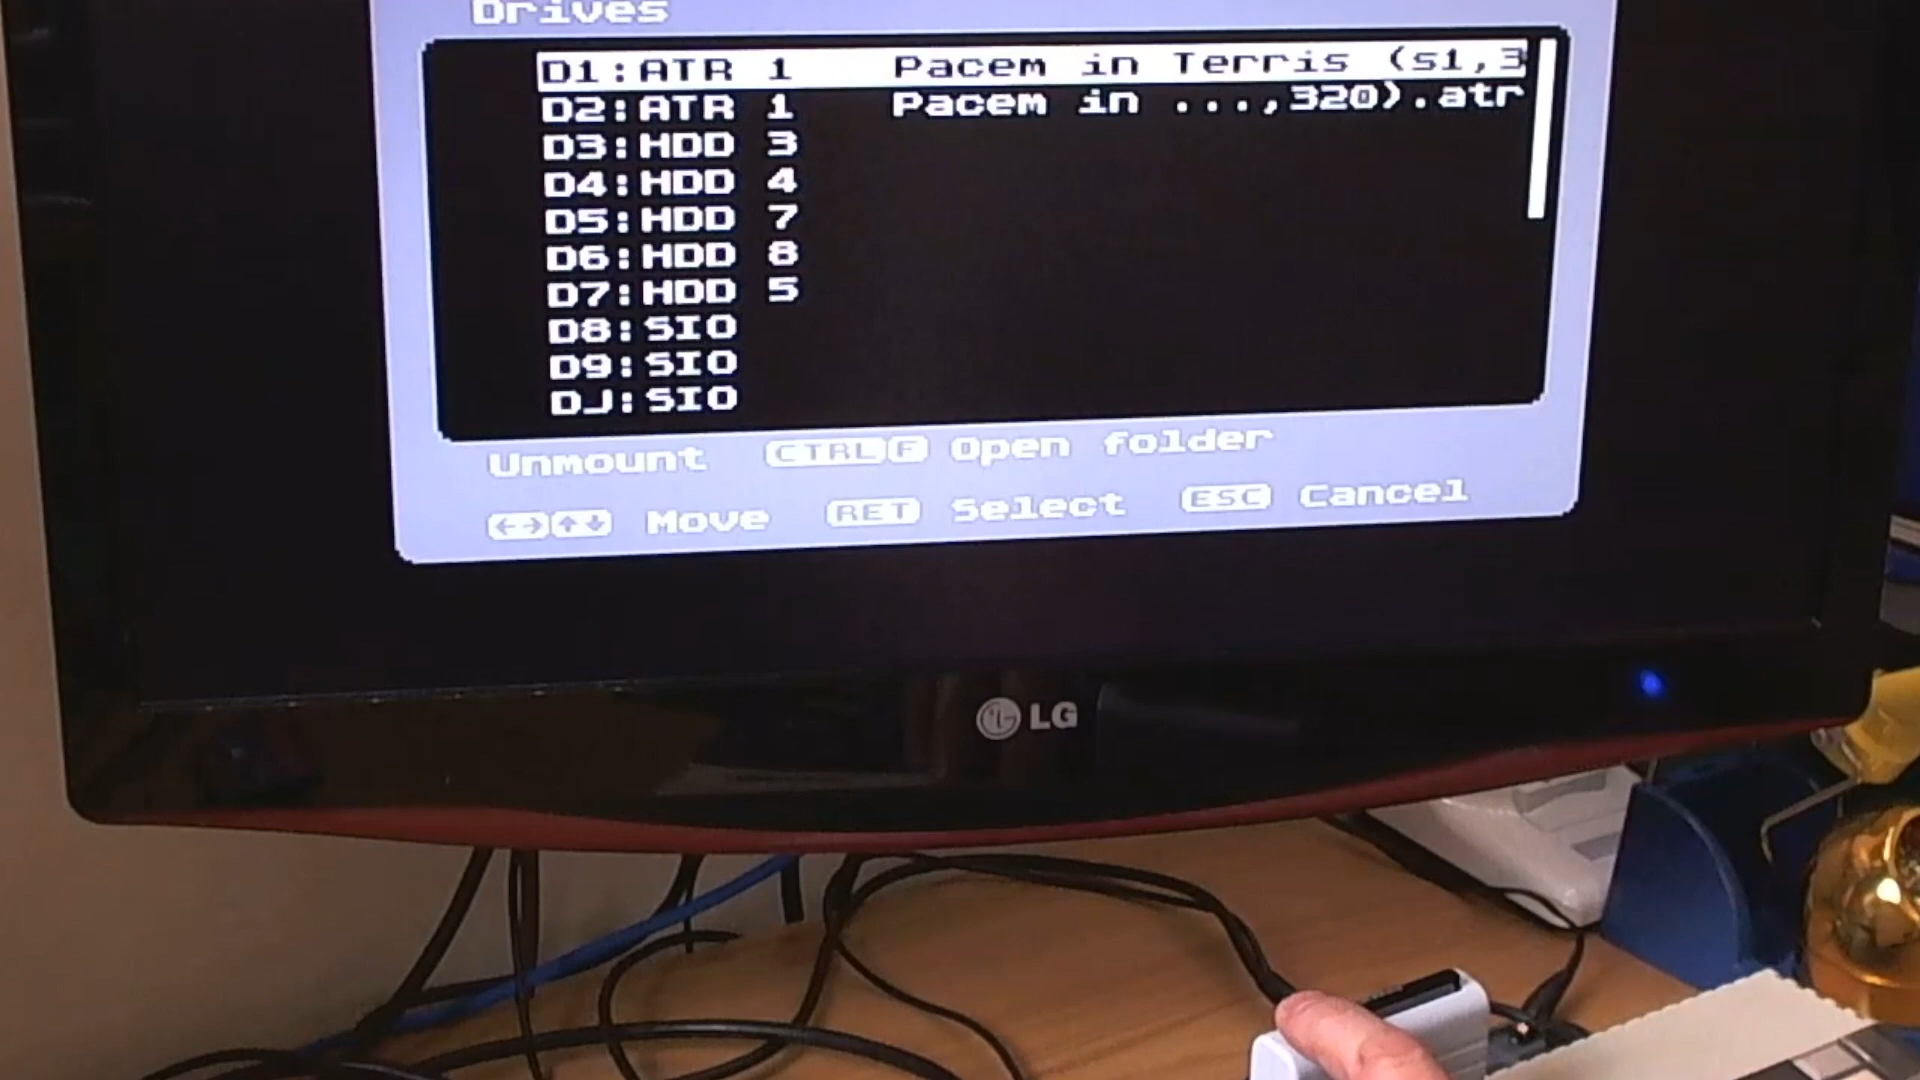 Drives
D1:ATR 1 Pacem in Terris (s1,3
D2:ATR 1 Pacem in ...,320).atr
D3:HDD 3
D4:HDD 4
D5:HDD 7
D6:HDD 8
D7:HDD 5
D8:SIO
D9:SIO
DJ:SIO
Unmount CTRL F Open folder
Move RET Select ESC Cancel
LG